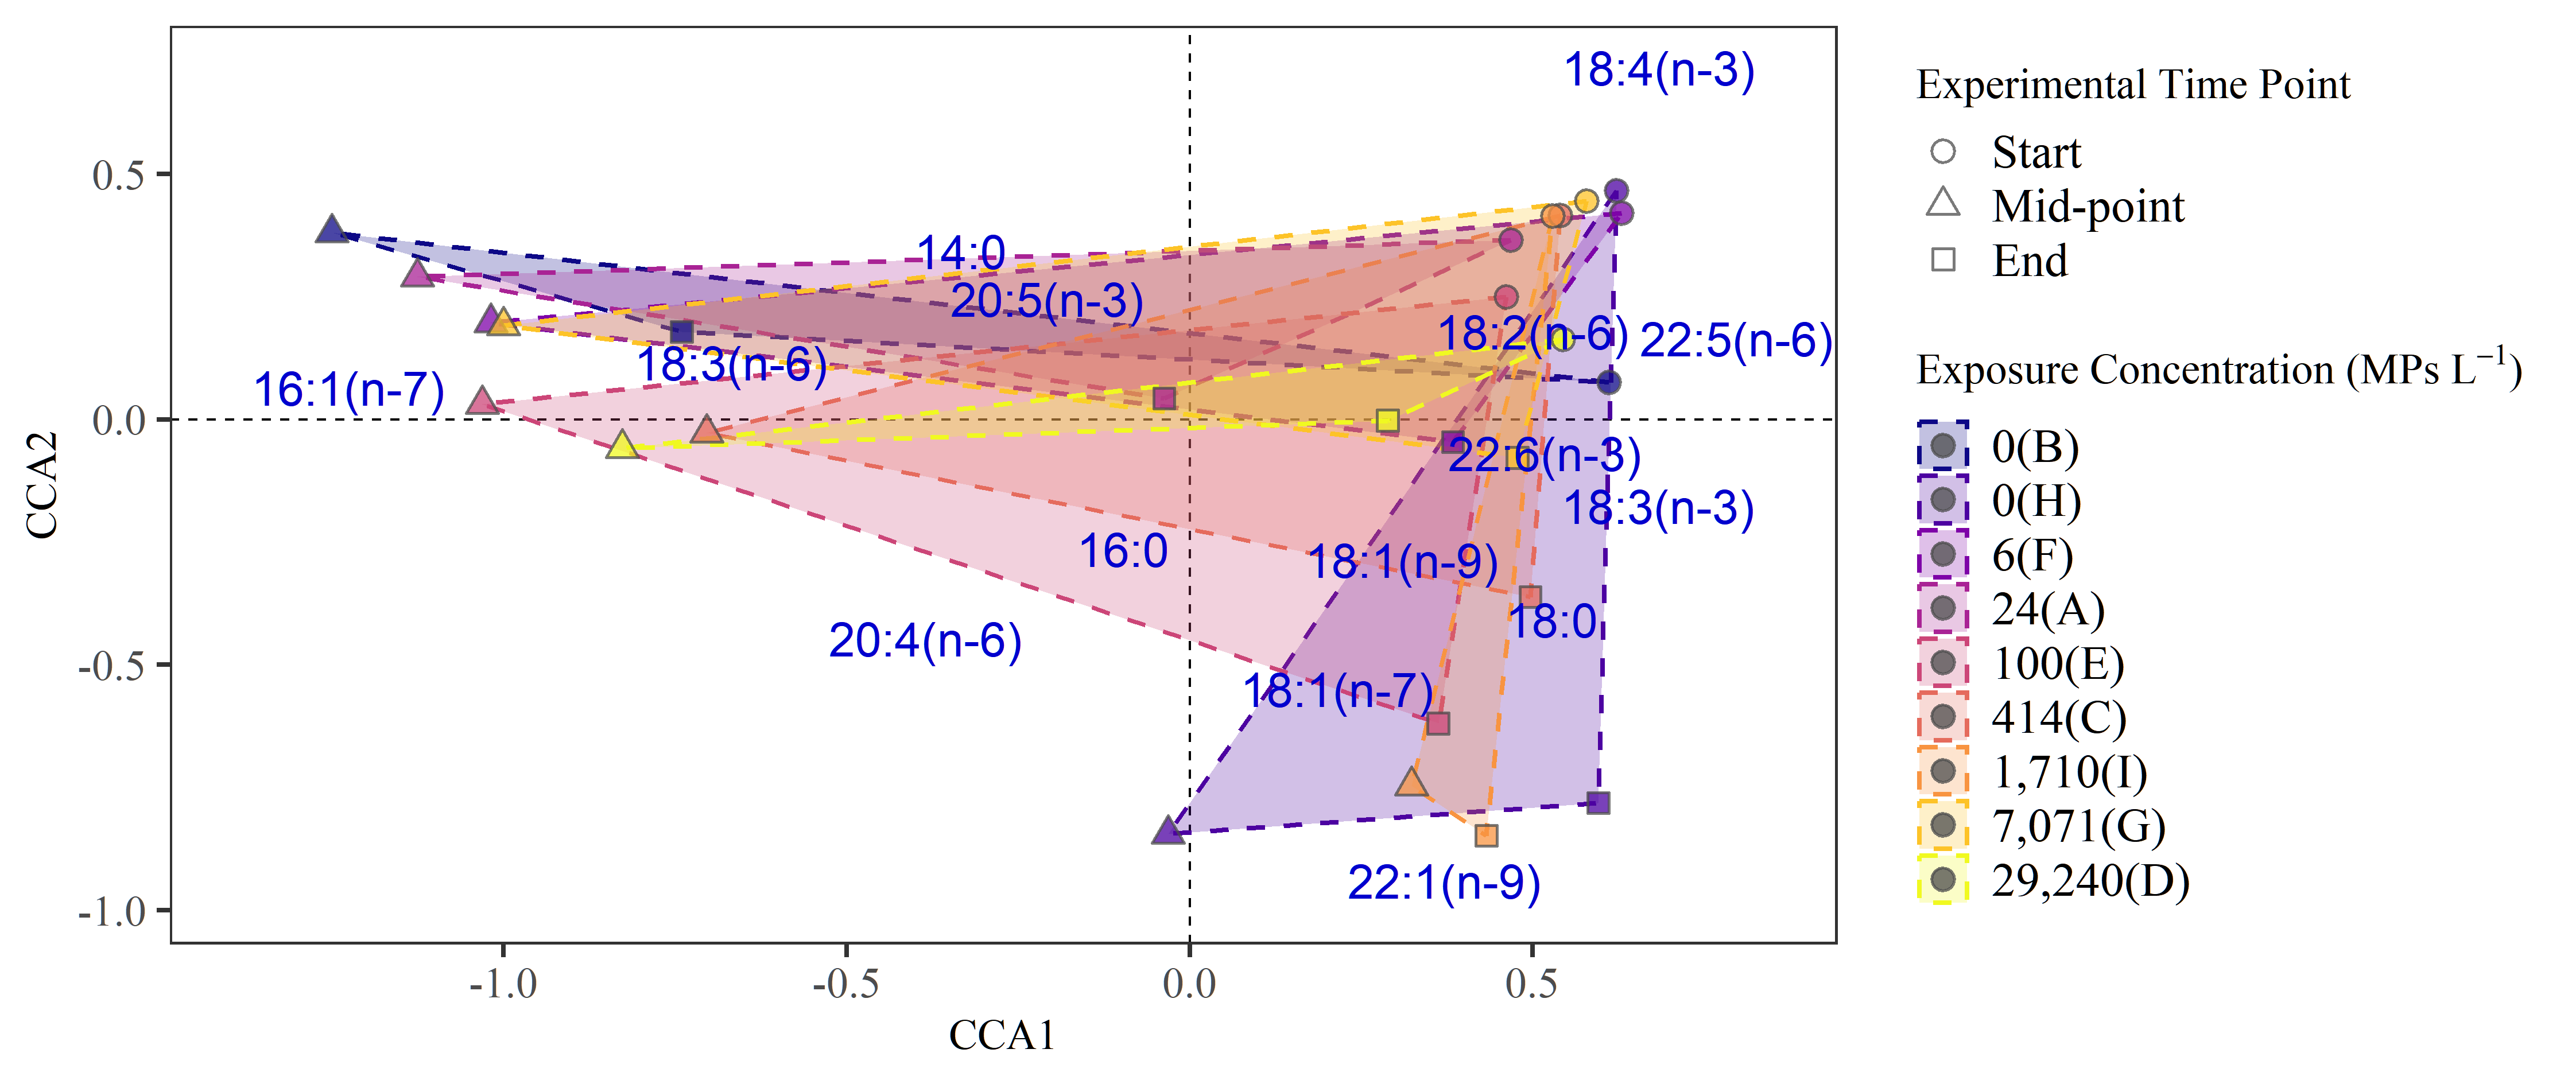 18:4(n-3)
14:0
20:5(n-3)
18:2(n-6)
22:5(n-6)
18:3(n-6)
16:1(n-7)
22:6(n-3)
18:3(n-3)
16:0
18:1(n-9)
18:0
20:4(n-6)
18:1(n-7)
22:1(n-9)
0.5
0.0
-0.5
-1.0
CCA2
-1.0
-0.5
0.0
0.5
CCA1
Experimental Time Point
Start
Mid-point
End
Exposure Concentration (MPs L⁻¹)
0(B)
0(H)
6(F)
24(A)
100(E)
414(C)
1,710(I)
7,071(G)
29,240(D)